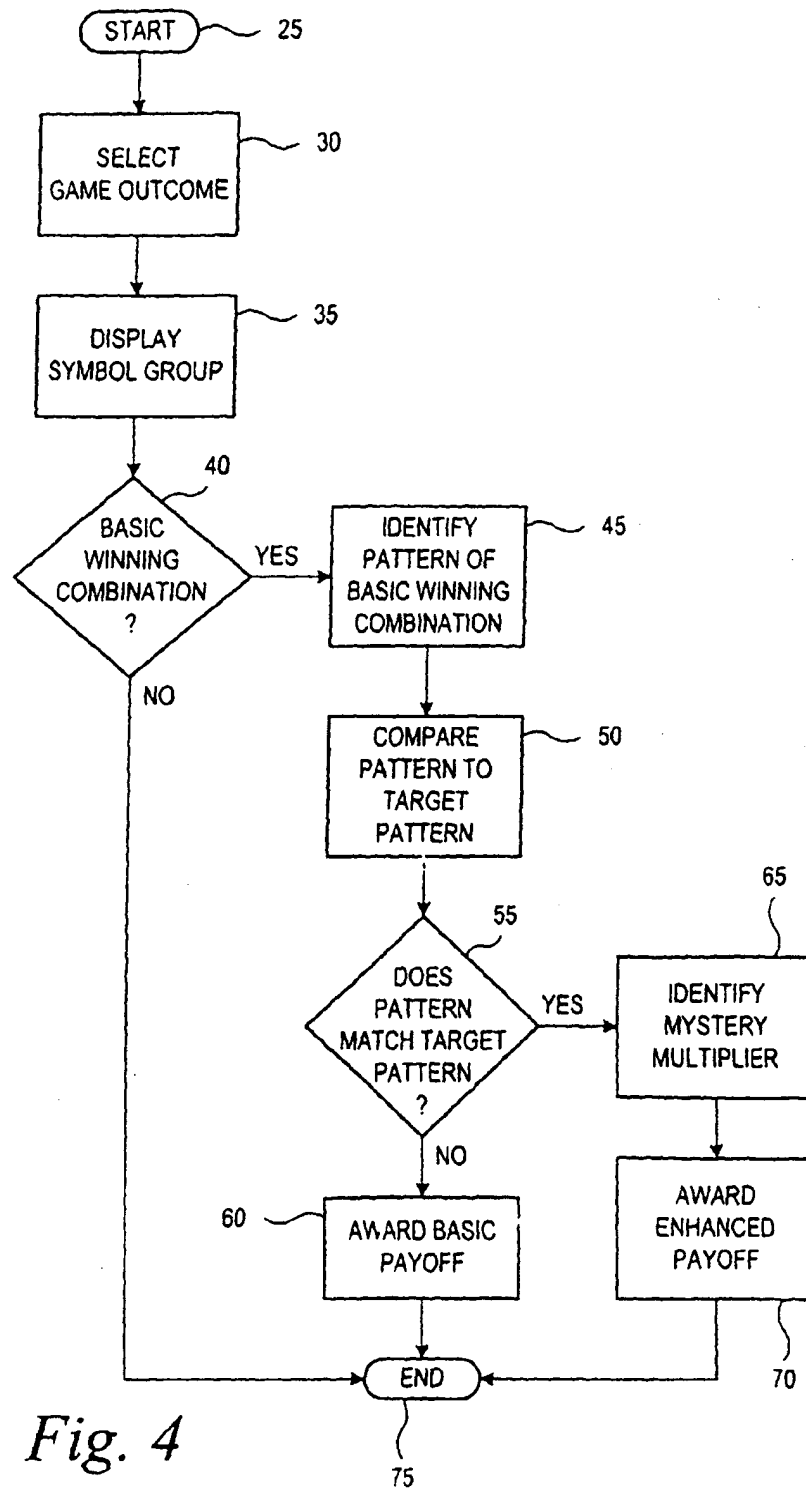 START
25
SELECT
GAME OUTCOME
30
DISPLAY
SYMBOL GROUP
35
BASIC
WINNING
COMBINATION
?
40
YES
NO
IDENTIFY
PATTERN OF
BASIC WINNING
COMBINATION
45
COMPARE
PATTERN TO
TARGET
PATTERN
50
DOES
PATTERN
MATCH TARGET
PATTERN
?
55
YES
NO
IDENTIFY
MYSTERY
MULTIPLIER
65
60
AWARD BASIC
PAYOFF
AWARD
ENHANCED
PAYOFF
70
END
75
Fig. 4